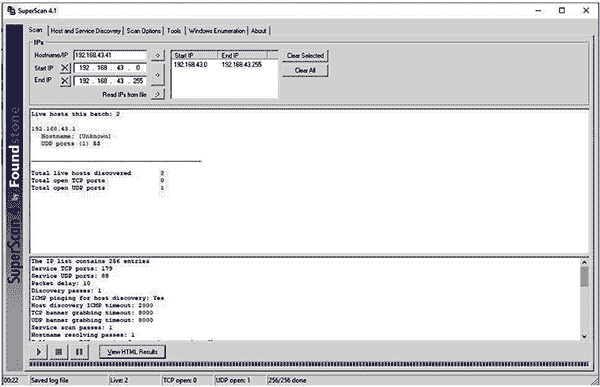 SuperScan 4.1
Scan
Host and Service Discovery
Scan Options
Tools
Windows Enumeration
About
IPs
Hostname/IP
192.168.43.41
->
Start IP
X
192 . 168 . 43 . 0
End IP
X
192 . 168 . 43 . 255
->
Read IPs from file
->
Start IP End IP
192.168.43.0 192.168.43.255
Clear Selected
Clear All
SuperScan4 by Foundstone
Live hosts this batch: 2
192.168.43.1
Hostname: [Unknown]
UDP ports (1) 53
Total live hosts discovered 2
Total open TCP ports 0
Total open UDP ports 1
The IP list contains 256 entries
Service TCP ports: 179
Service UDP ports: 88
Packet delay: 10
Discovery passes: 1
ICMP pinging for host discovery: Yes
Host discovery ICMP timeout: 2000
TCP banner grabbing timeout: 8000
UDP banner grabbing timeout: 8000
Service scan passes: 1
Hostname resolving passes: 1
View HTML Results
00:22
Saved log file
Live: 2
TCP open: 0
UDP open: 1
256/256 done